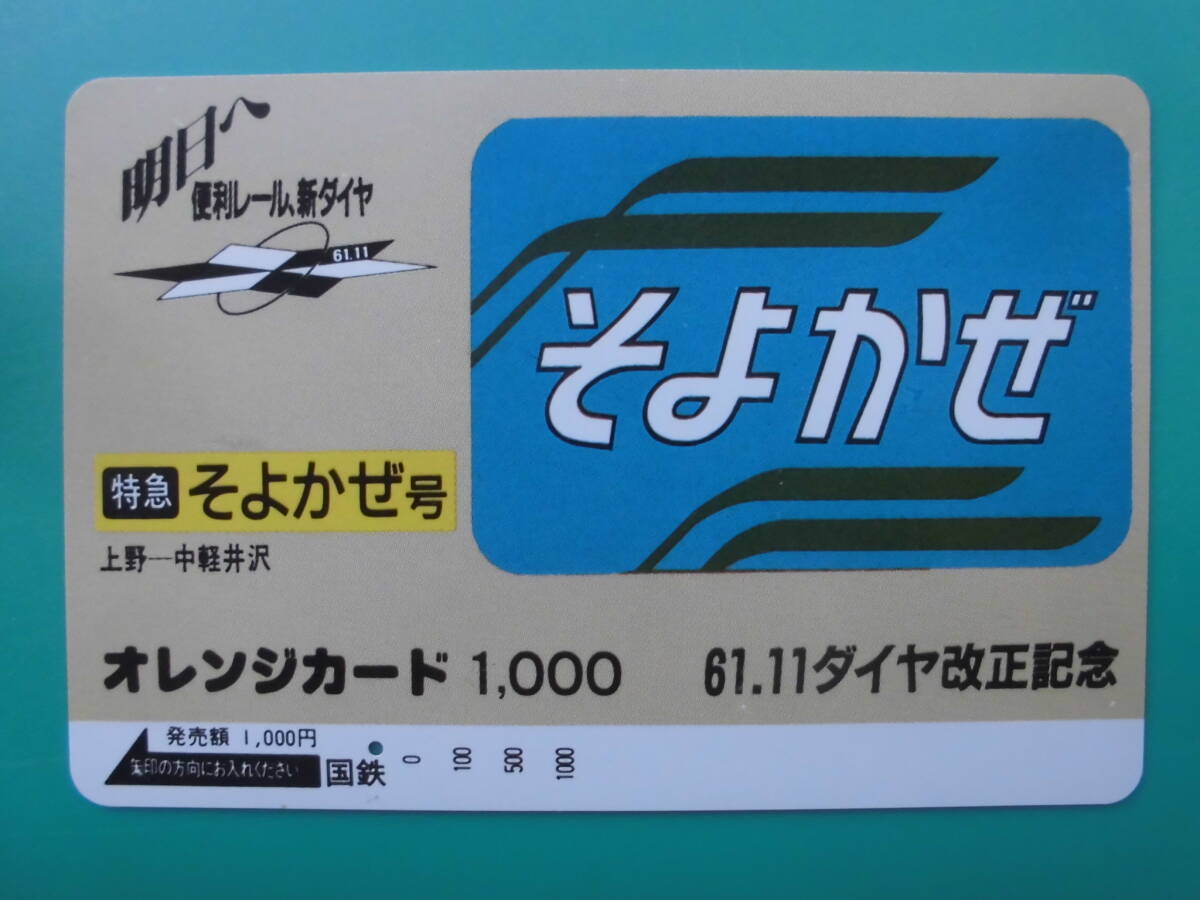 明日へ
便利レール、新ダイヤ
61.11
そよかぜ
特急 そよかぜ号
上野―中軽井沢
オレンジカード 1,000
61.11ダイヤ改正記念
発売額 1,000円
矢印の方向にお入れください
国鉄
0 100 500 1000